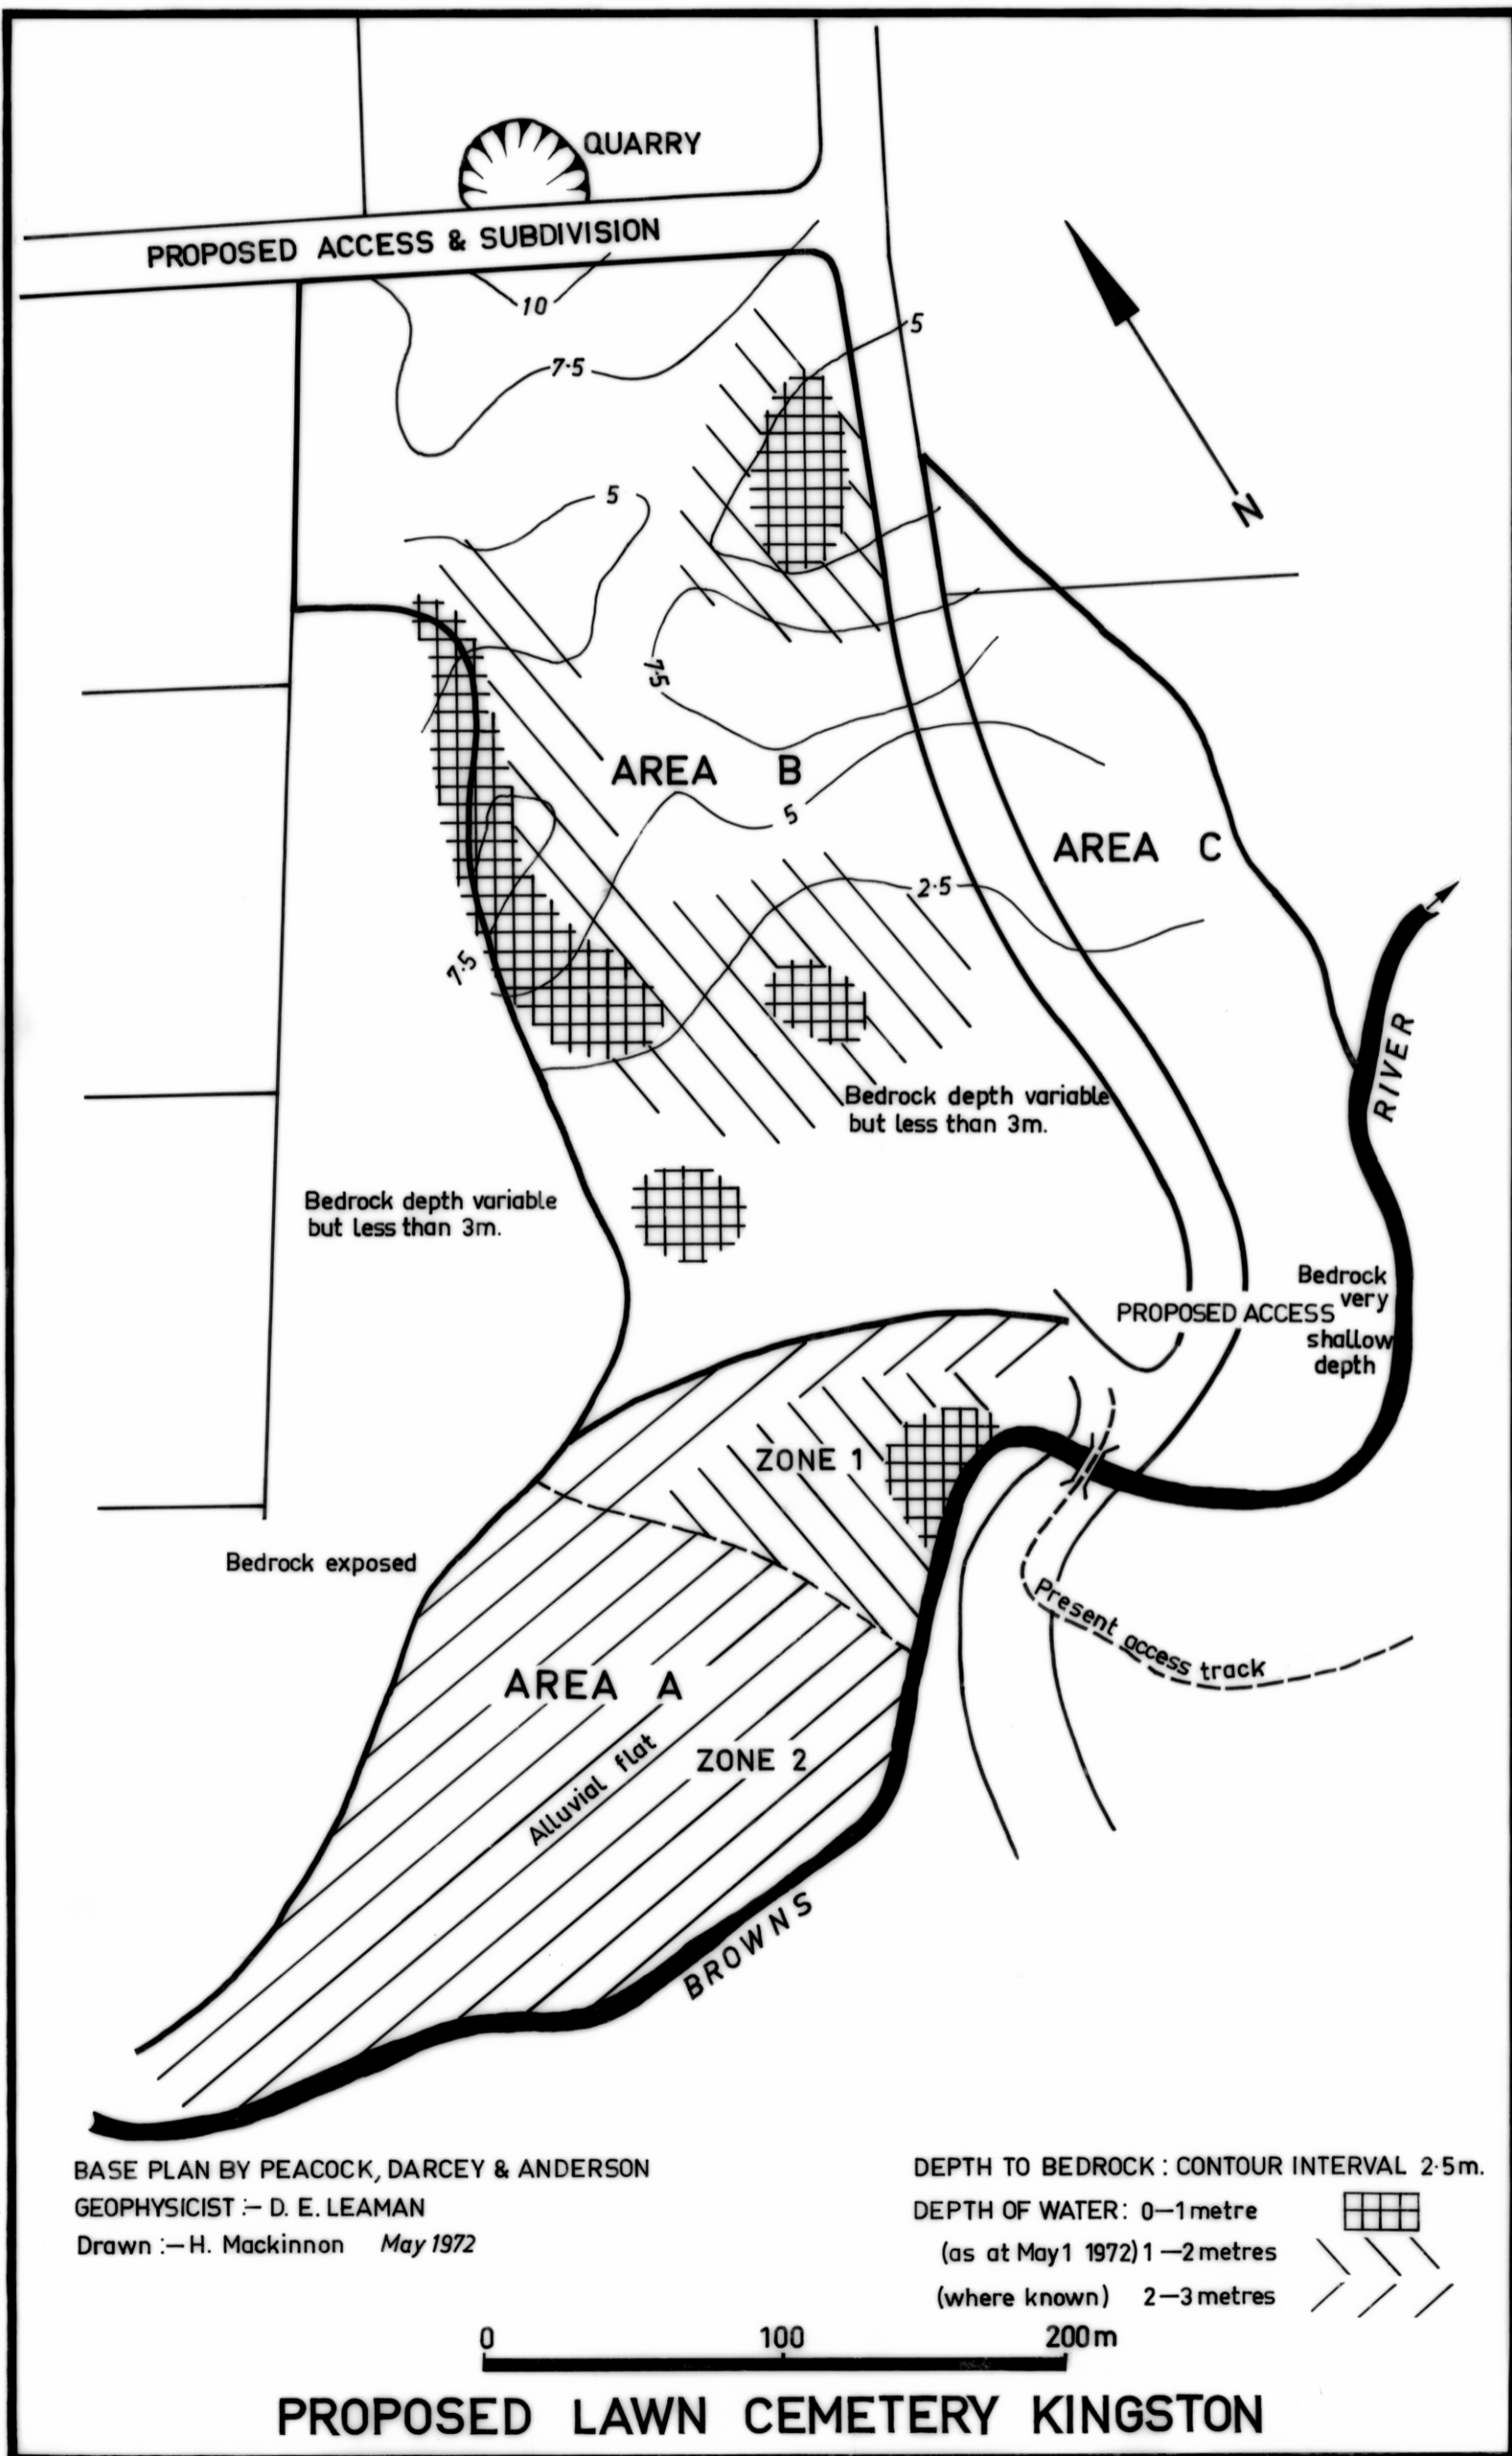 QUARRY
PROPOSED ACCESS & SUBDIVISION
10
5
7·5
5
N
7·5
AREA B
5
AREA C
2·5
7·5
RIVER
Bedrock depth variable
but less than 3m.
Bedrock depth variable
but less than 3m.
Bedrock
very
shallow
depth
PROPOSED ACCESS
ZONE 1
Bedrock exposed
Present access track
AREA A
ZONE 2
Alluvial flat
BROWNS
BASE PLAN BY PEACOCK, DARCEY & ANDERSON
GEOPHYSICIST :- D. E. LEAMAN
Drawn :- H. Mackinnon May 1972
DEPTH TO BEDROCK : CONTOUR INTERVAL 2·5m.
DEPTH OF WATER: 0—1 metre
(as at May 1 1972) 1—2 metres
(where known) 2—3 metres
0 100 200m
PROPOSED LAWN CEMETERY KINGSTON